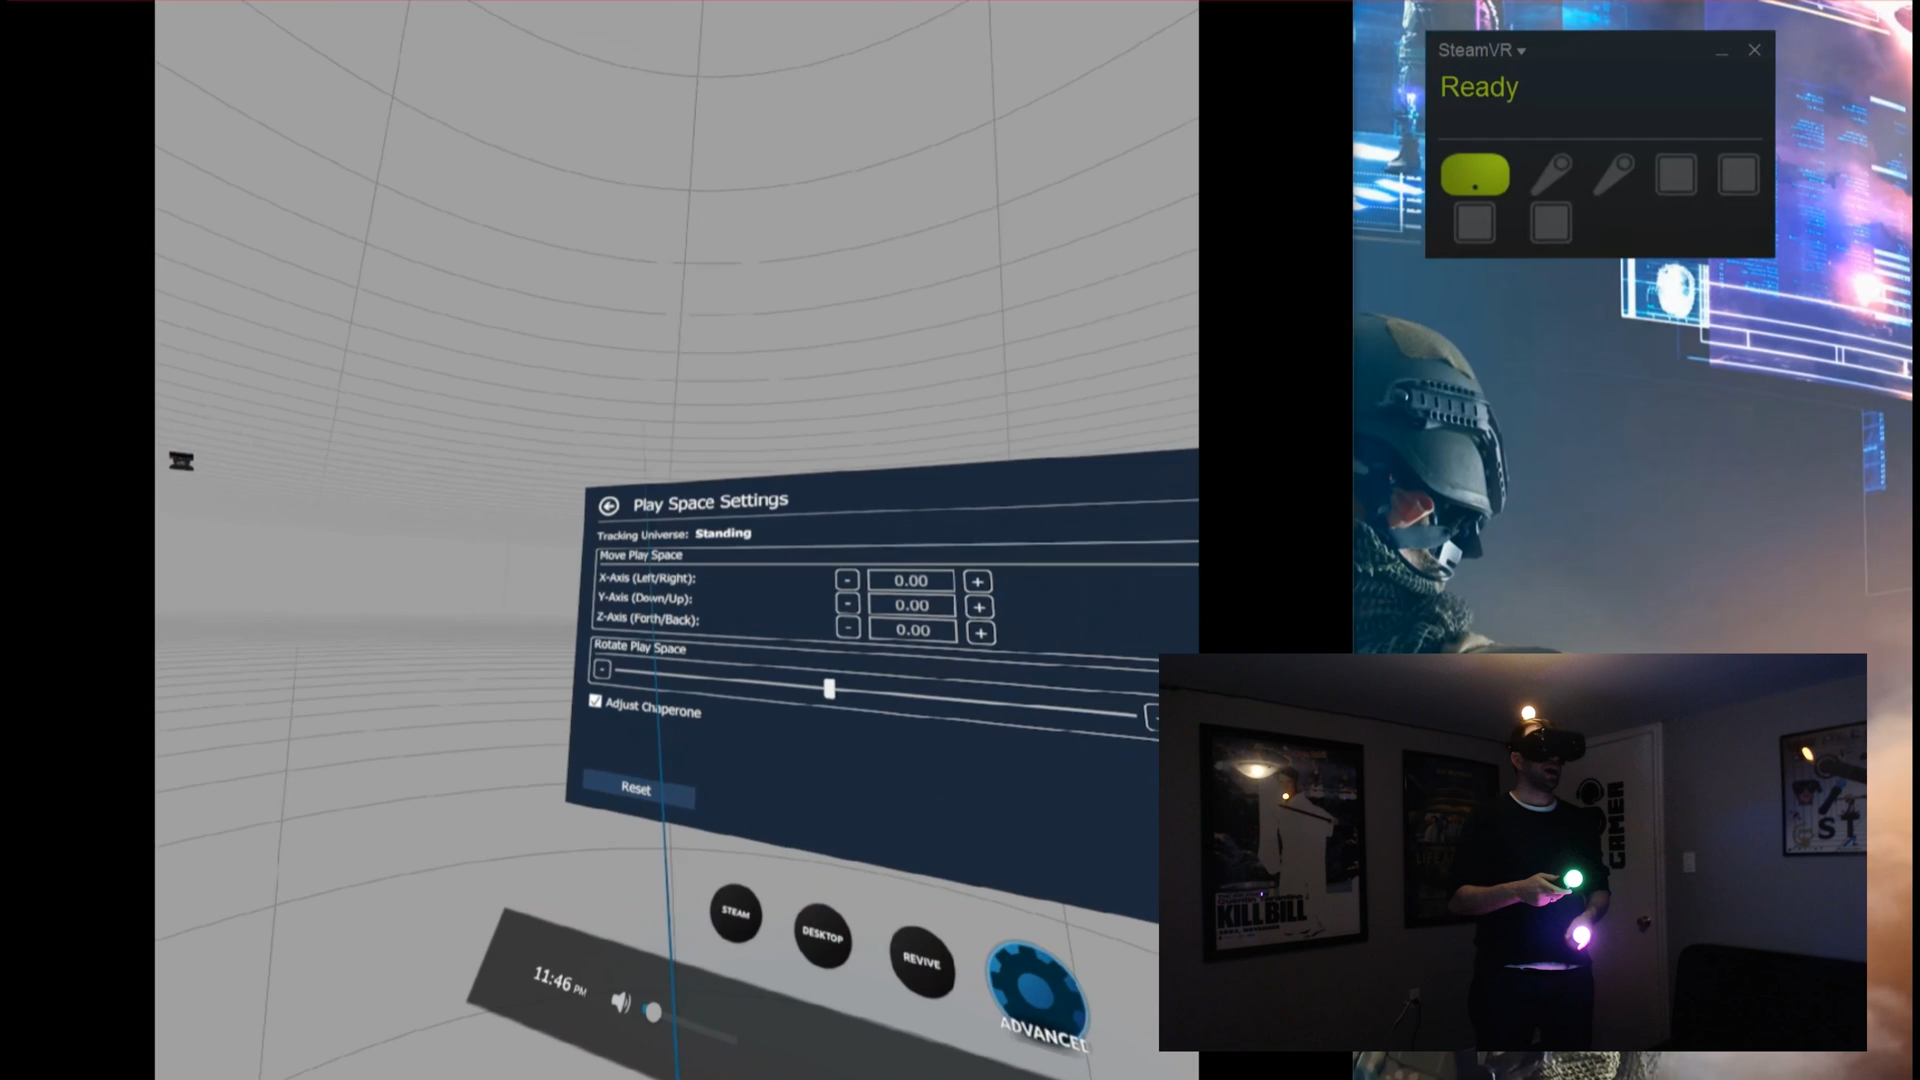 SteamVR
Ready
Play Space Settings
Tracking Universe: Standing
Move Play Space
X-Axis (Left/Right):
- 0.00 +
Y-Axis (Down/Up):
- 0.00 +
Z-Axis (Forth/Back):
- 0.00 +
Rotate Play Space
-
Adjust Chaperone
Reset
STEAM
DESKTOP
REVIVE
ADVANCED
11:46 PM
GAMER
KILL BILL
ST